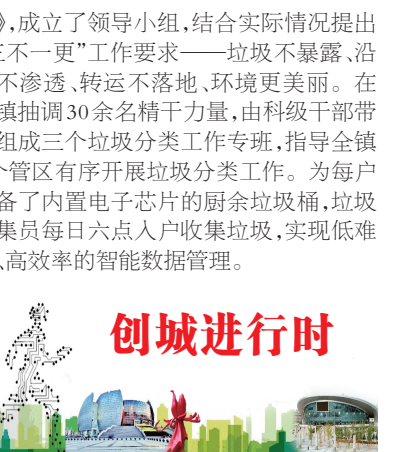 》,成立了领导小组,结合实际情况提出
三不一更”工作要求——垃圾不暴露、沿
不渗透、转运不落地、环境更美丽。在
镇抽调30余名精干力量,由科级干部带
组成三个垃圾分类工作专班,指导全镇
个管区有序开展垃圾分类工作。为每户
备了内置电子芯片的厨余垃圾桶,垃圾
集员每日六点入户收集垃圾,实现低难
、高效率的智能数据管理。
创城进行时